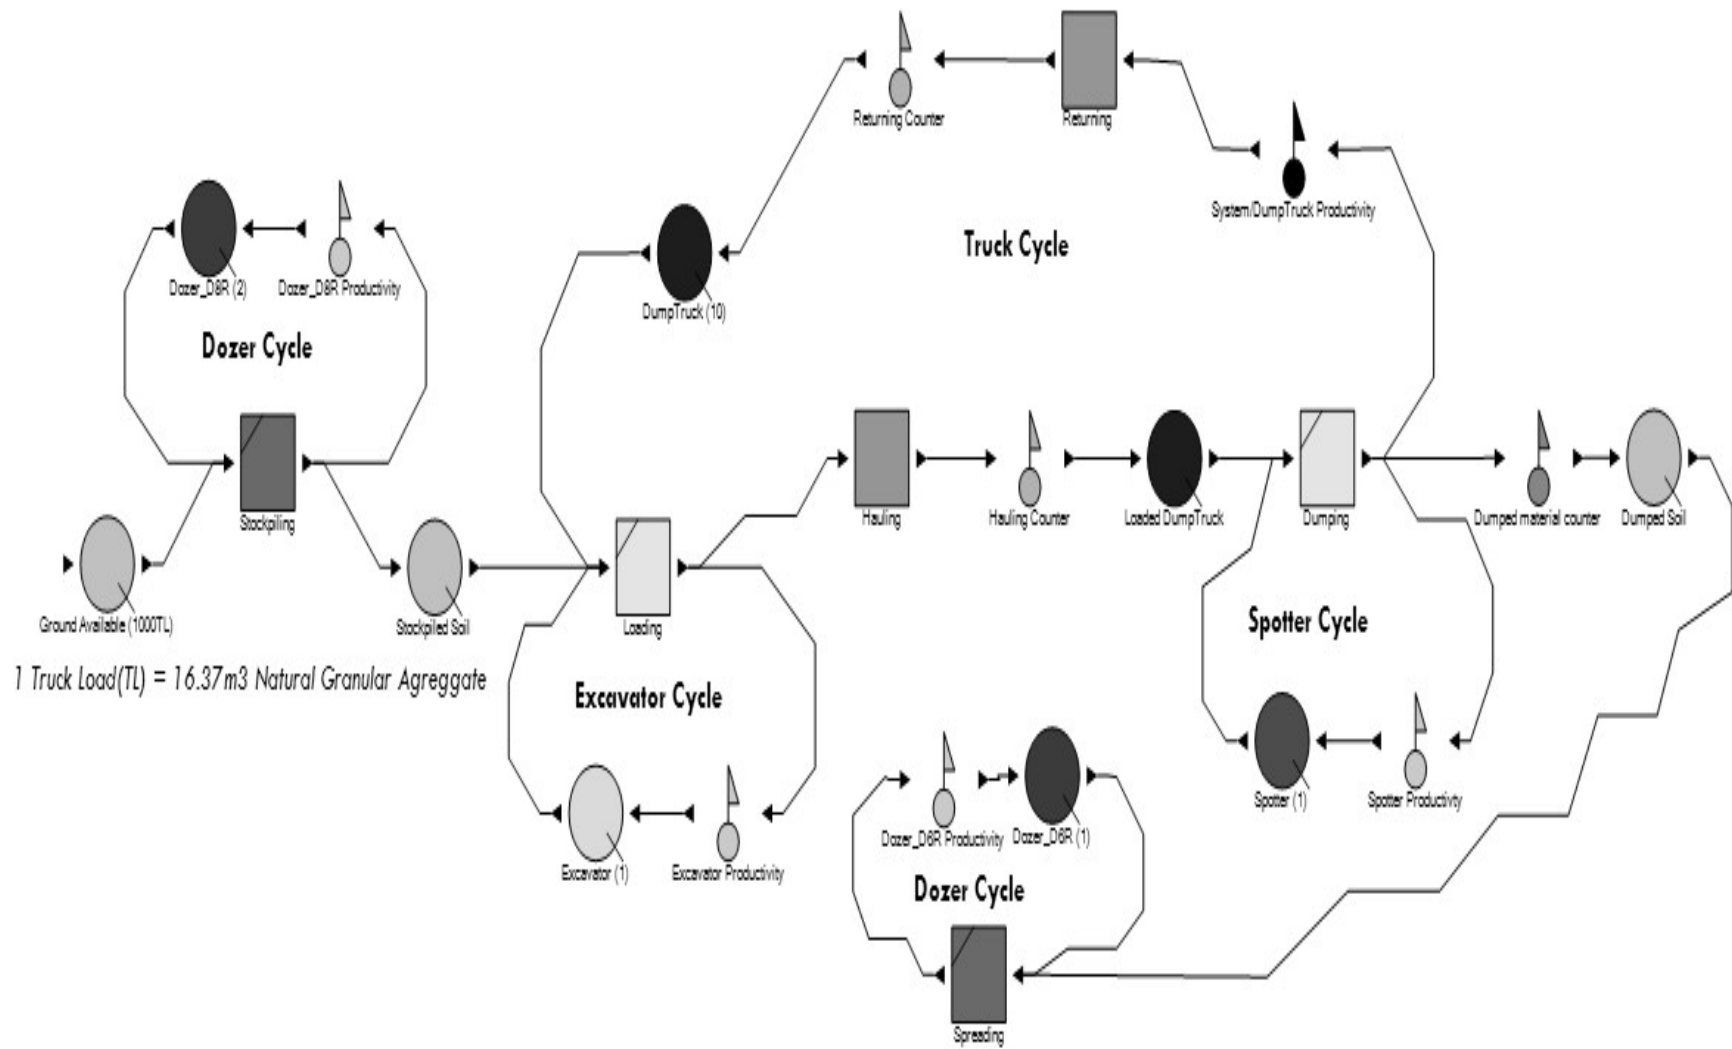 Returning Counter
Returning
System/DumpTruck Productivity
Truck Cycle
Dozer_D8R (2)
Dozer_D8R Productivity
DumpTruck (10)
Dozer Cycle
Stockpiling
Hauling
Hauling Counter
Loaded DumpTruck
Dumping
Dumped material counter
Dumped Soil
Ground Available (1000TL)
Stockpiled Soil
Loading
Spotter Cycle
1 Truck Load(TL) = 16.37m3 Natural Granular Agreggate
Excavator Cycle
Spotter (1)
Spotter Productivity
Dozer_D6R Productivity
Dozer_D6R (1)
Excavator (1)
Excavator Productivity
Dozer Cycle
Spreading